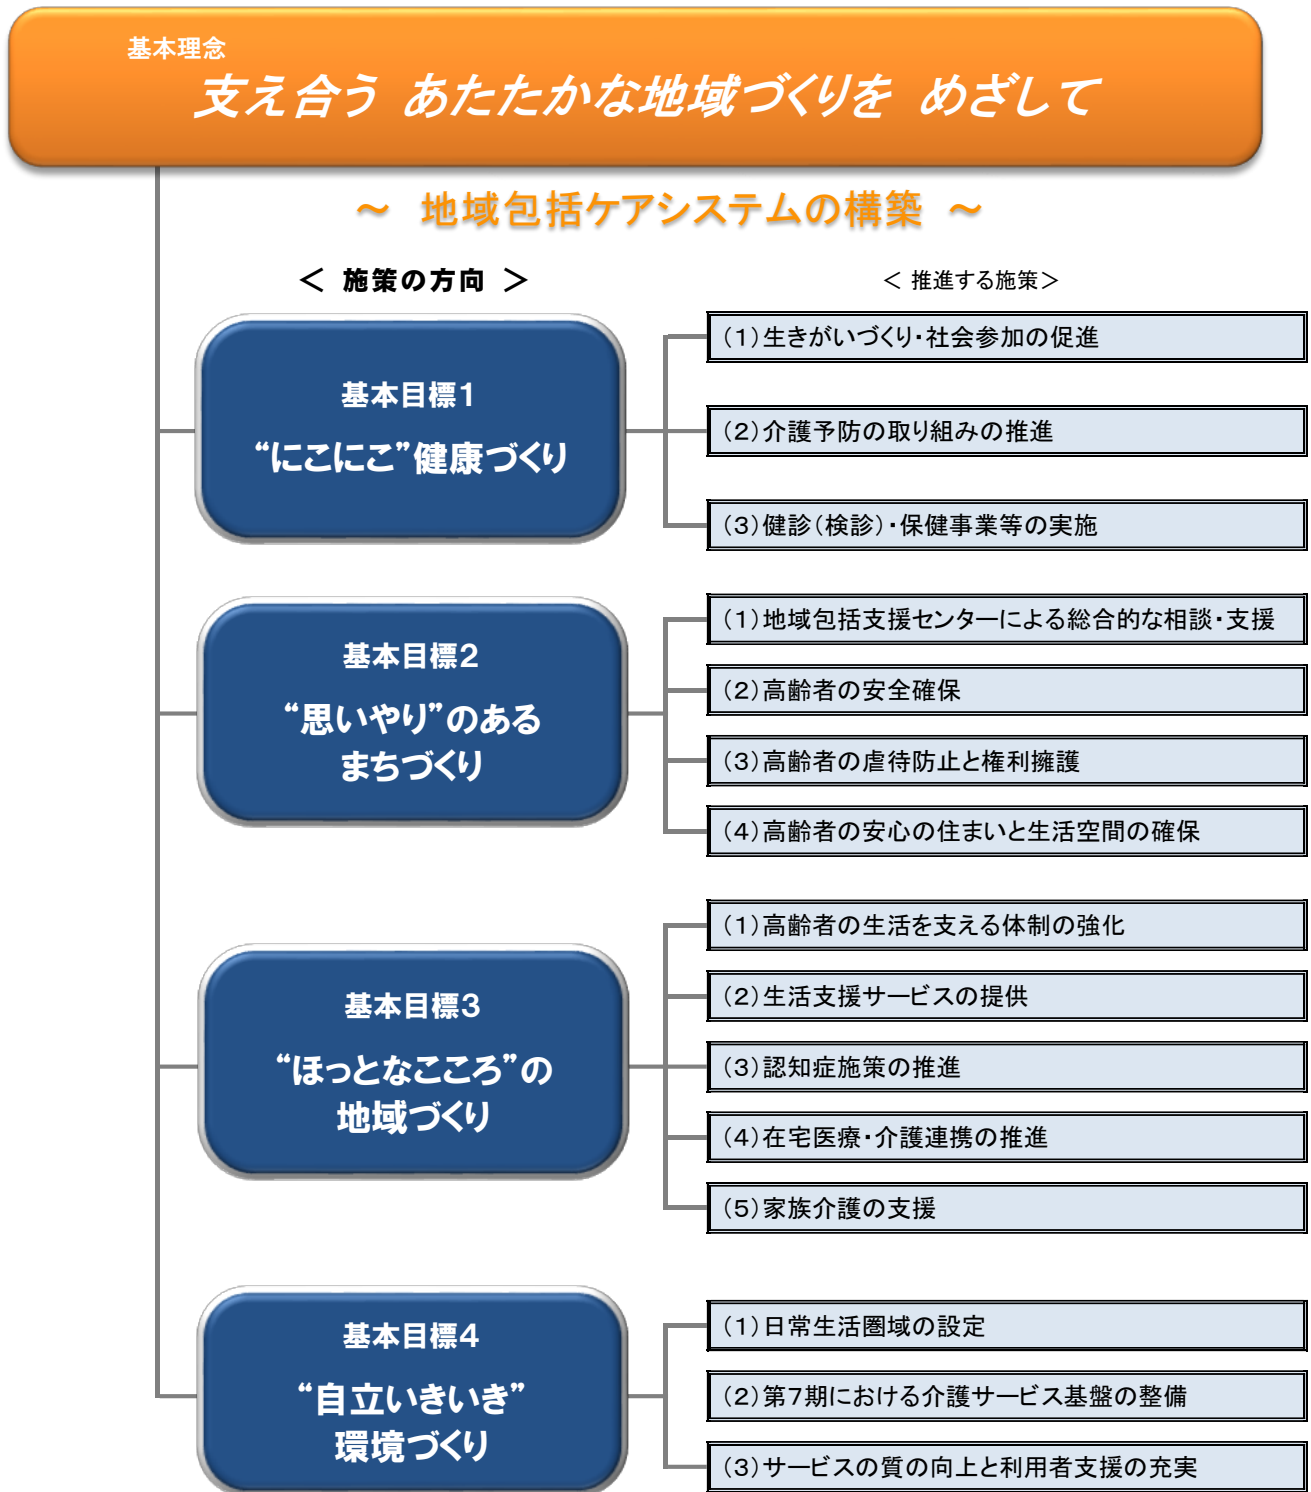 基本理念
支え合う あたたかな地域づくりを めざして
～ 地域包括ケアシステムの構築 ～
＜ 施策の方向 ＞
＜ 推進する施策＞
基本目標１
“にこにこ”健康づくり
（１）生きがいづくり・社会参加の促進
（２）介護予防の取り組みの推進
（３）健診（検診）・保健事業等の実施
基本目標２
“思いやり”のある
まちづくり
（１）地域包括支援センターによる総合的な相談・支援
（２）高齢者の安全確保
（３）高齢者の虐待防止と権利擁護
（４）高齢者の安心の住まいと生活空間の確保
基本目標３
“ほっとなこころ”の
地域づくり
（１）高齢者の生活を支える体制の強化
（２）生活支援サービスの提供
（３）認知症施策の推進
（４）在宅医療・介護連携の推進
（５）家族介護の支援
基本目標４
“自立いきいき”
環境づくり
（１）日常生活圏域の設定
（２）第７期における介護サービス基盤の整備
（３）サービスの質の向上と利用者支援の充実